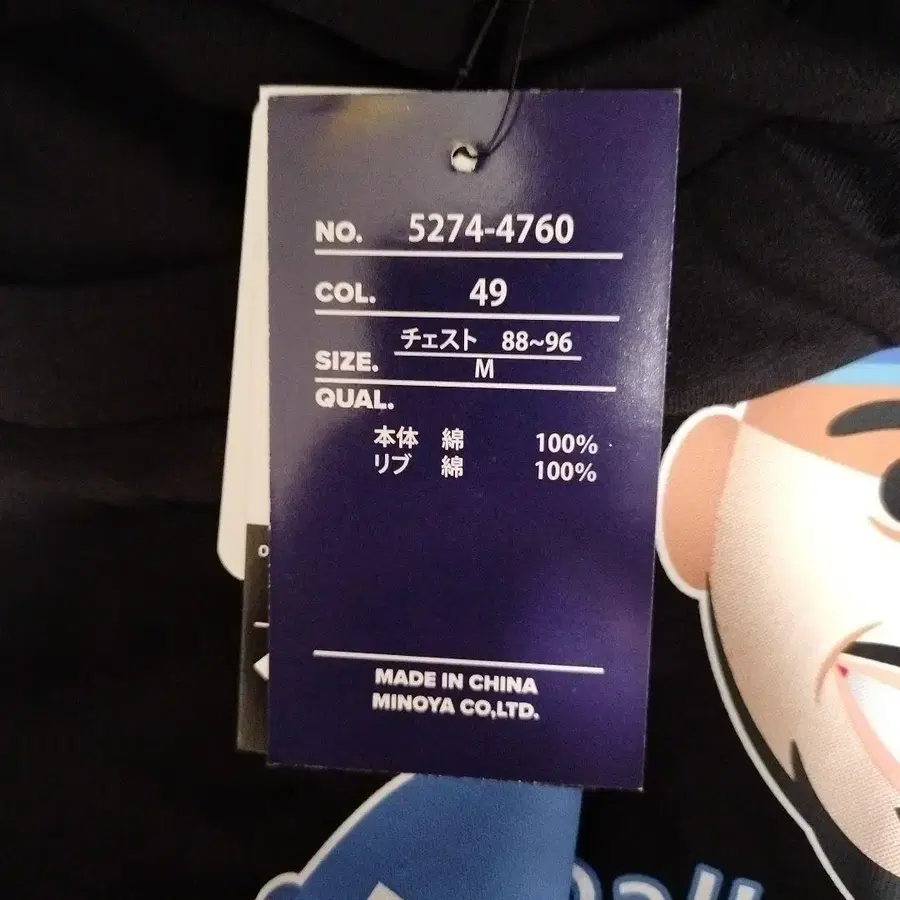 NO. 5274-4760
COL. 49
チェスト 88~96
SIZE. M
QUAL.
本体 綿 100%
リブ 綿 100%
MADE IN CHINA
MINOYA CO,LTD.